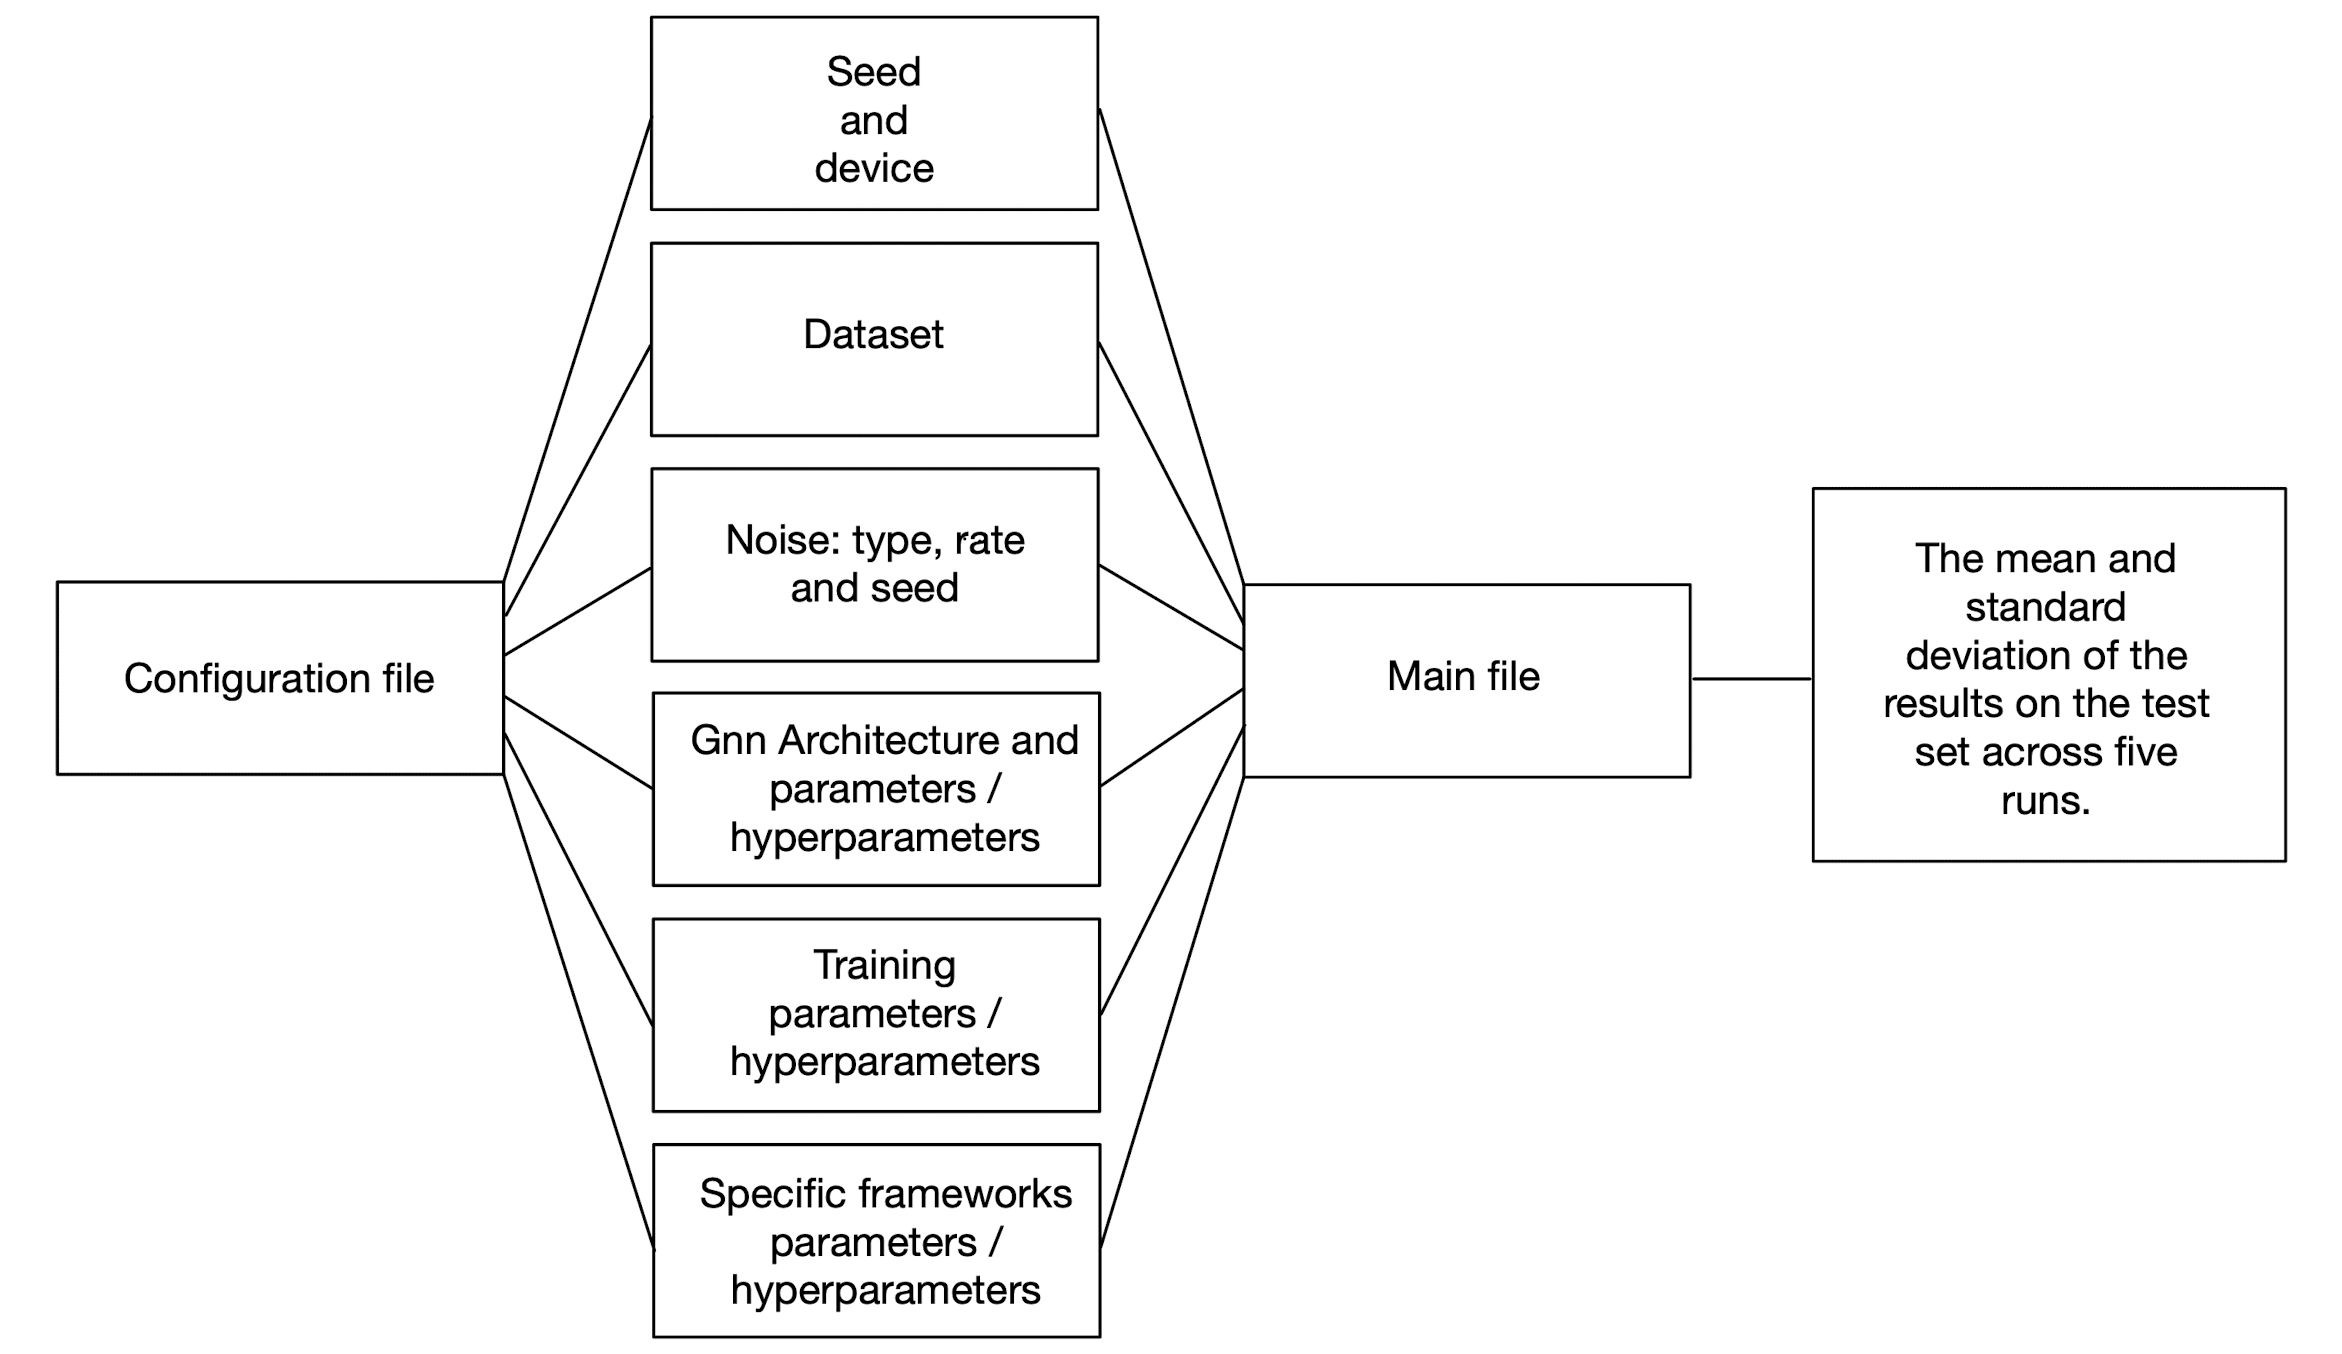 Configuration file
Seed
and
device
Dataset
Noise: type, rate
and seed
Gnn Architecture and
parameters /
hyperparameters
Training
parameters /
hyperparameters
Specific frameworks
parameters /
hyperparameters
Main file
The mean and
standard
deviation of the
results on the test
set across five
runs.